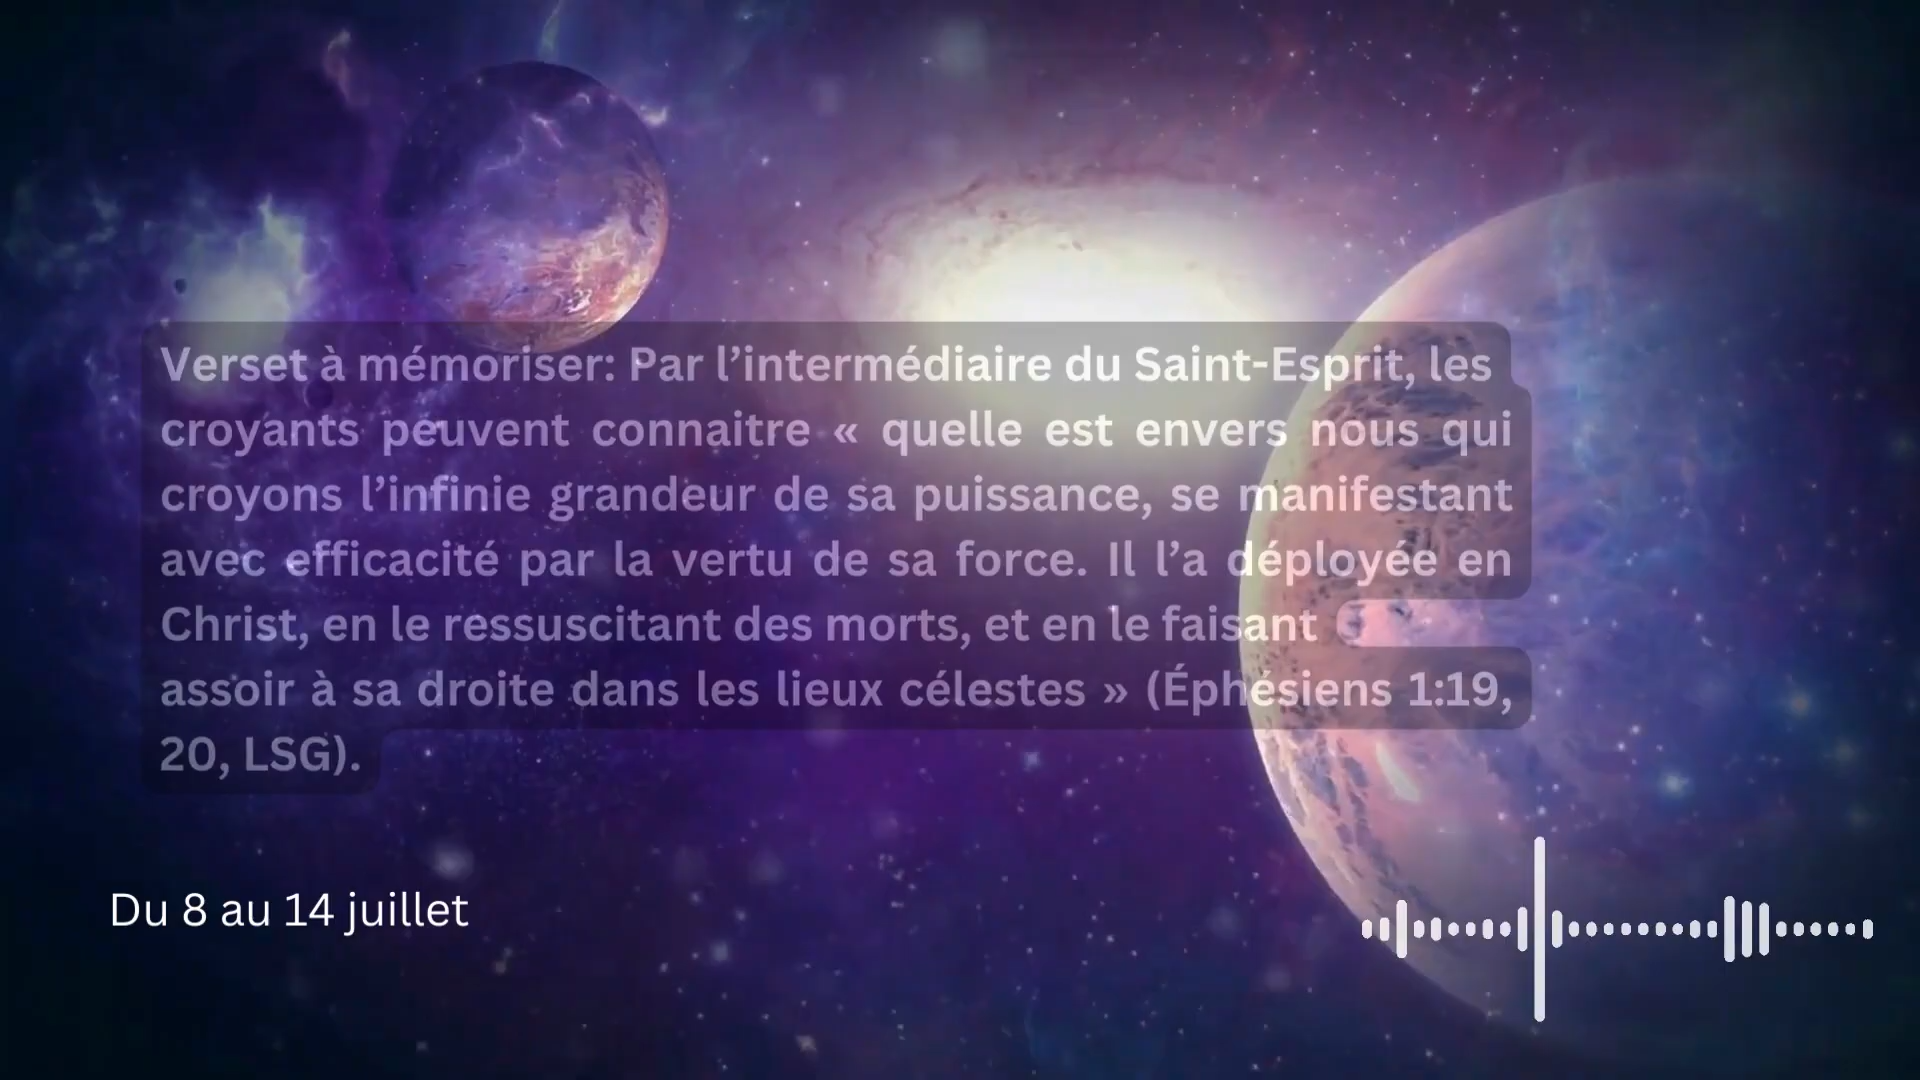 Verset à mémoriser: Par l’intermédiaire du Saint-Esprit, les
croyants peuvent connaitre « quelle est envers nous qui
croyons l’infinie grandeur de sa puissance, se manifestant
avec efficacité par la vertu de sa force. Il l’a déployée en
Christ, en le ressuscitant des morts, et en le faisant
assoir à sa droite dans les lieux célestes » (Éphésiens 1:19,
20, LSG).
Du 8 au 14 juillet